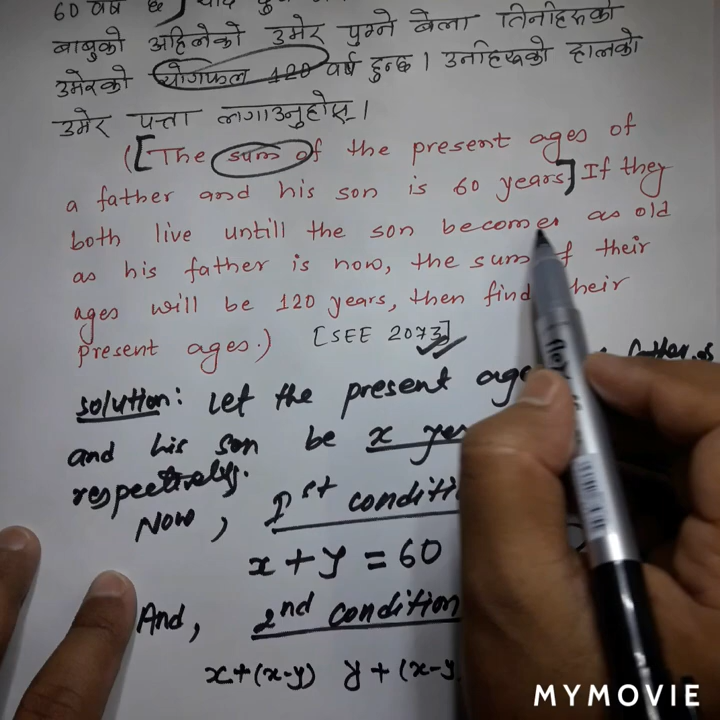 60 वर्ष छ
बाबुको अहिलेको उमेर पुग्ने बेला तिनीहरूको
उमेरको योगफल 120 वर्ष हुन्छ । उनीहरूको हालको
उमेर पत्ता लगाउनुहोस् ।
([The sum of the present ages of
a father and his son is 60 years] If they
both live untill the son becomes as old
as his father is now, the sum of their
ages will be 120 years, then find their
present ages.) [SEE 2073]
solution: Let the present age father's
and his son be x
respectively.
Now, Ist conditi
x+y = 60
And, 2nd condition
x+(x-y) y+(x-y
MYMOVIE